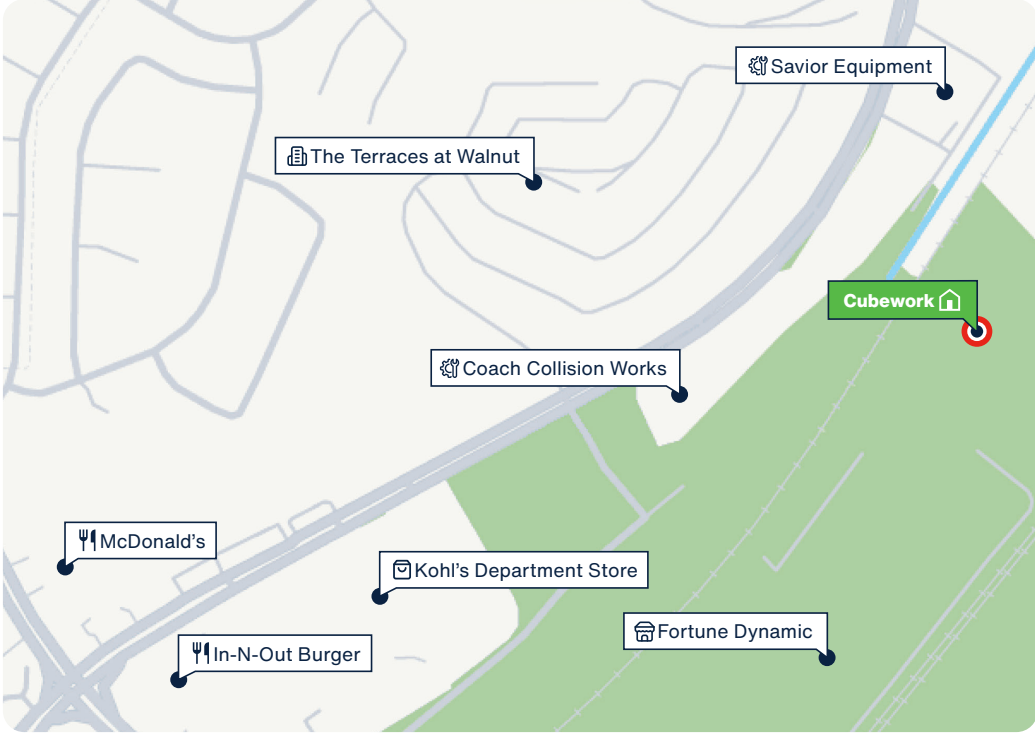 Savior Equipment
The Terraces at Walnut
Cubework
Coach Collision Works
McDonald's
Kohl's Department Store
Fortune Dynamic
In-N-Out Burger